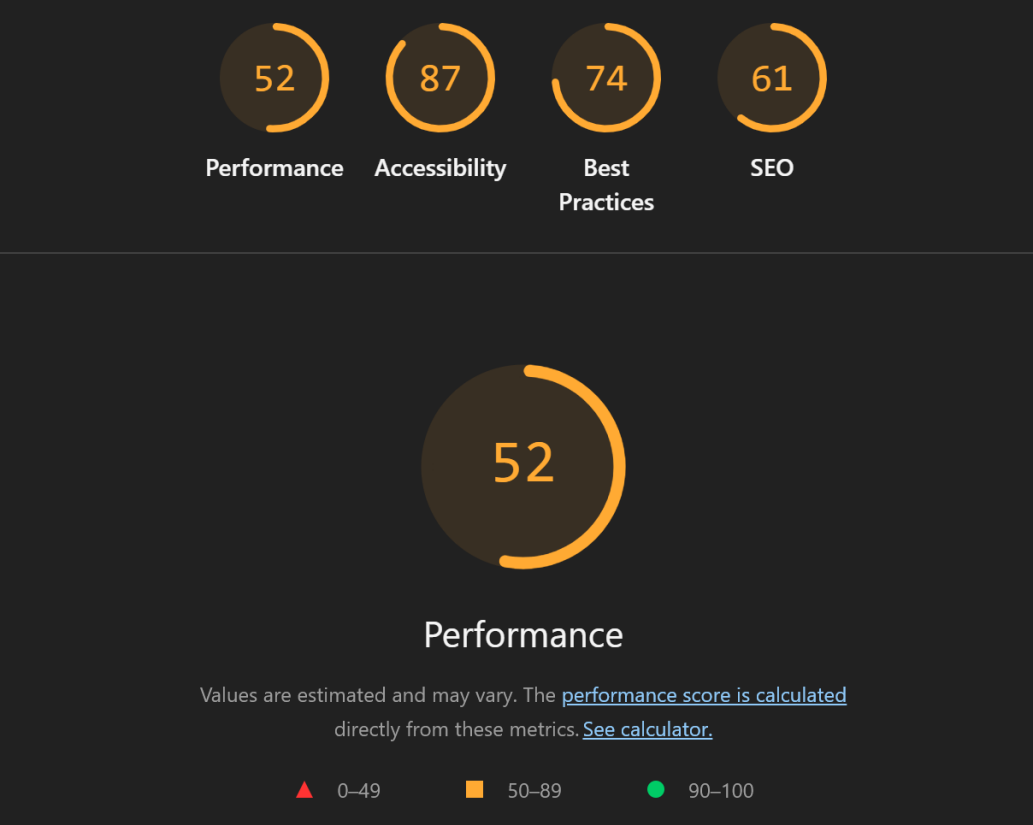 52
87
74
61
Performance
Accessibility
Best
Practices
SEO
52
Performance
Values are estimated and may vary. The performance score is calculated
directly from these metrics. See calculator.
0–49
50–89
90–100